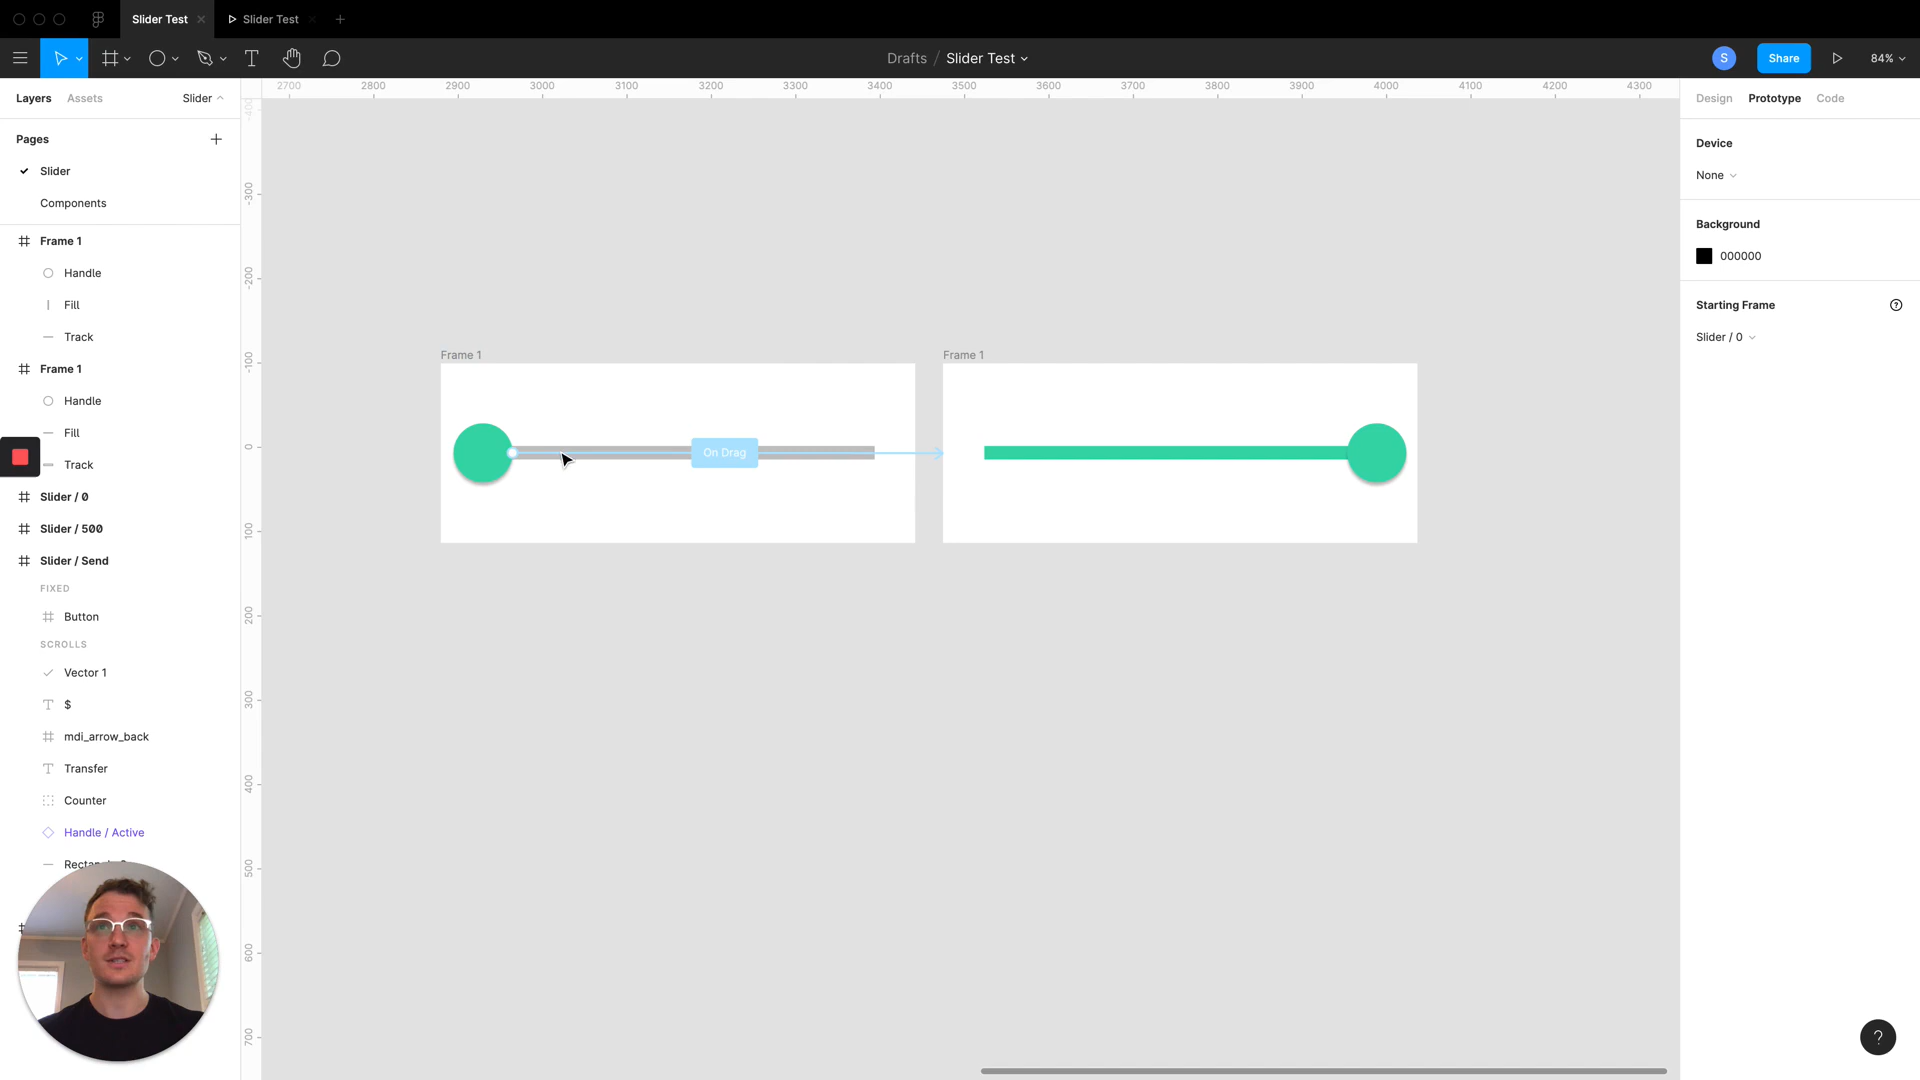 Slider Test
Slider Test
Drafts / Slider Test
S
Share
84%
Layers
Assets
Slider
Pages
Slider
Components
Frame 1
Handle
Fill
Track
Frame 1
Handle
Fill
Track
Slider / 0
Slider / 500
Slider / Send
FIXED
Button
SCROLLS
Vector 1
$
mdi_arrow_back
Transfer
Counter
Handle / Active
2700 2800 2900 3000 3100 3200 3300 3400 3500 3600 3700 3800 3900 4000 4100 4200 4300
-300
-200
-100
0
100
200
300
400
500
600
700
Frame 1
Frame 1
On Drag
Design
Prototype
Code
Device
None
Background
000000
Starting Frame
?
Slider / 0
?